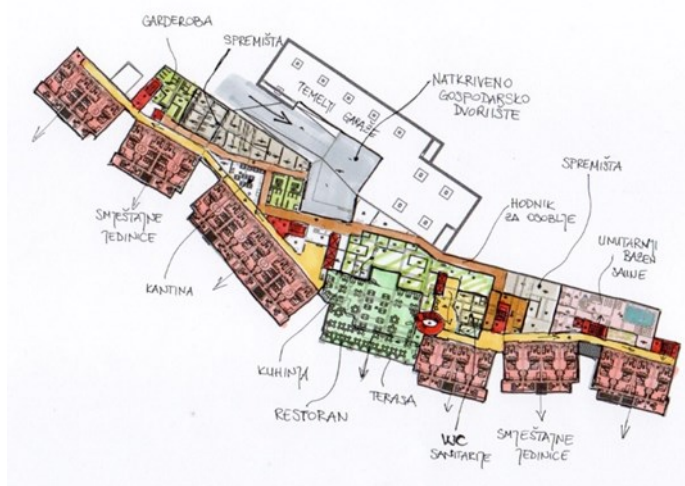 GARDEROBA
SPREMIŠTA
TEMELJI
GARAŽE
NATKRIVENO
GOSPODARSKO
DVORIŠTE
SPREMIŠTA
HODNIK
ZA OSOBLJE
UNUTARNJI
BAZEN
SAUNE
SMJEŠTAJNE
JEDINICE
KANTINA
KUHINJA
RESTORAN
TERASA
WC
SANITARIJE
SMJEŠTAJNE
JEDINICE